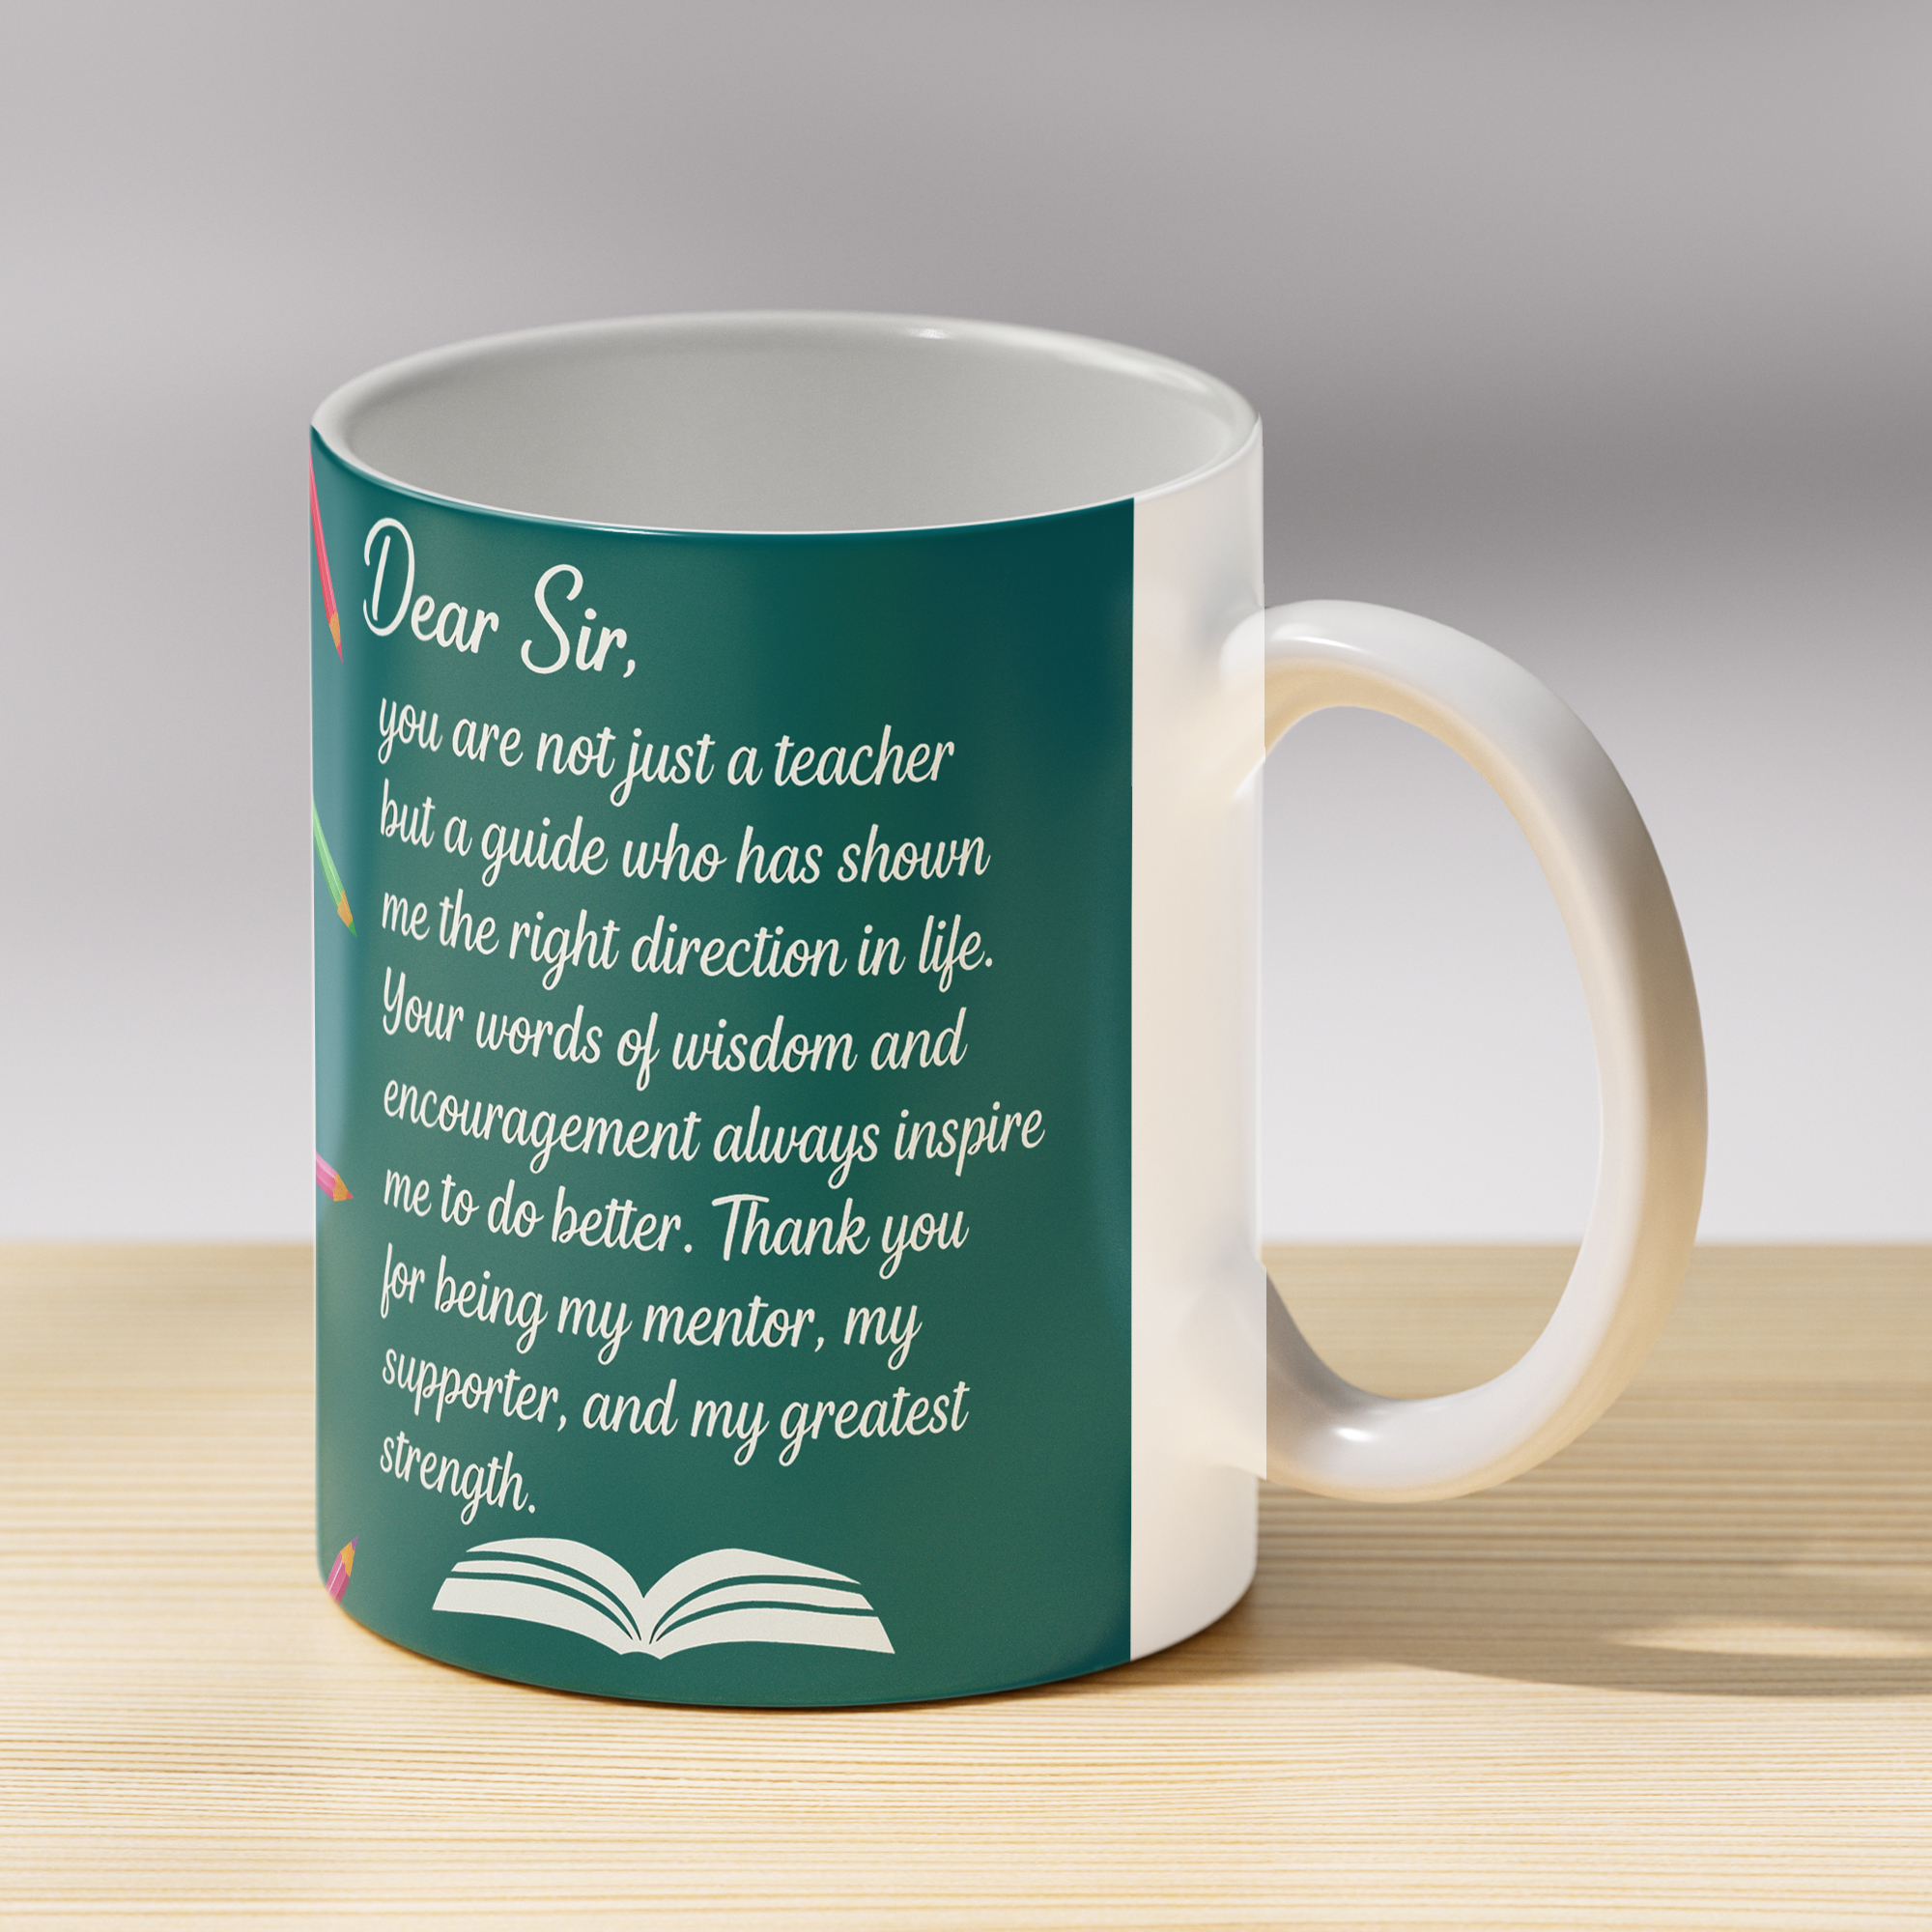 Dear Sir,
you are not just a teacher
but a guide who has shown
me the right direction in life.
Your words of wisdom and
encouragement always inspire
me to do better. Thank you
for being my mentor, my
supporter, and my greatest
strength.